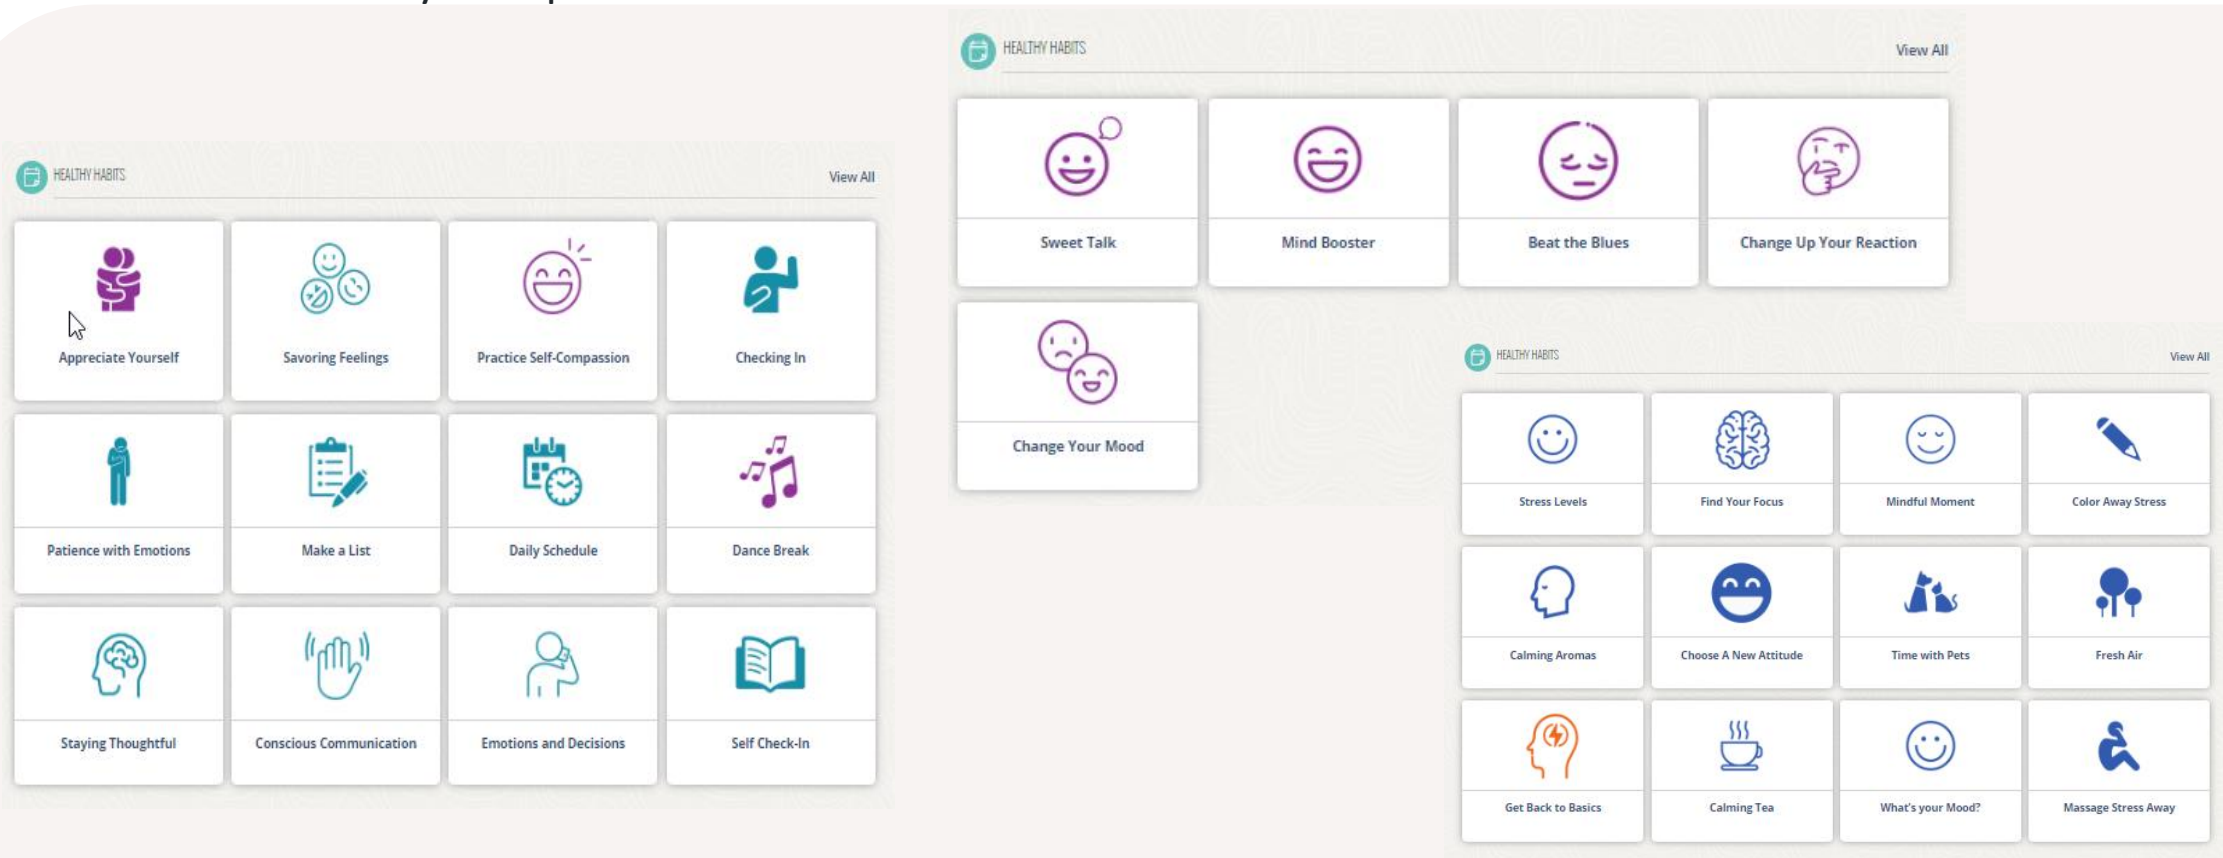 HEALTHY HABITS
View All
Appreciate Yourself
Savoring Feelings
Practice Self-Compassion
Checking In
Patience with Emotions
Make a List
Daily Schedule
Dance Break
Staying Thoughtful
Conscious Communication
Emotions and Decisions
Self Check-In
HEALTHY HABITS
View All
Sweet Talk
Mind Booster
Beat the Blues
Change Up Your Reaction
Change Your Mood
HEALTHY HABITS
View All
Stress Levels
Find Your Focus
Mindful Moment
Color Away Stress
Calming Aromas
Choose A New Attitude
Time with Pets
Fresh Air
Get Back to Basics
Calming Tea
What's your Mood?
Massage Stress Away